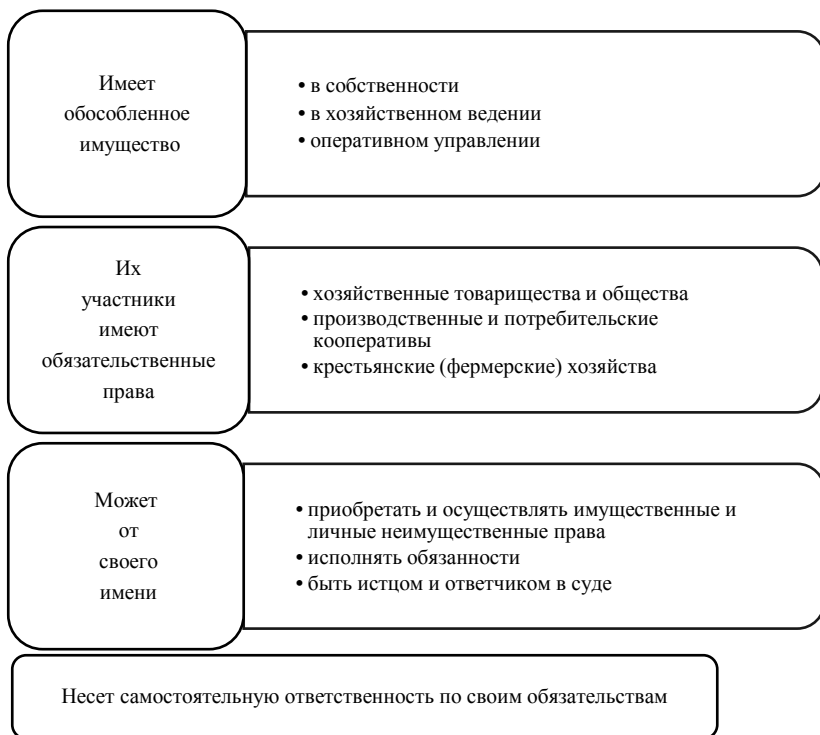 Имеет
обособленное
имущество
• в собственности
• в хозяйственном ведении
• оперативном управлении
Их
участники
имеют
обязательственные
права
• хозяйственные товарищества и общества
• производственные и потребительские
кооперативы
• крестьянские (фермерские) хозяйства
Может
от
своего
имени
• приобретать и осуществлять имущественные и
личные неимущественные права
• исполнять обязанности
• быть истцом и ответчиком в суде
Несет самостоятельную ответственность по своим обязательствам